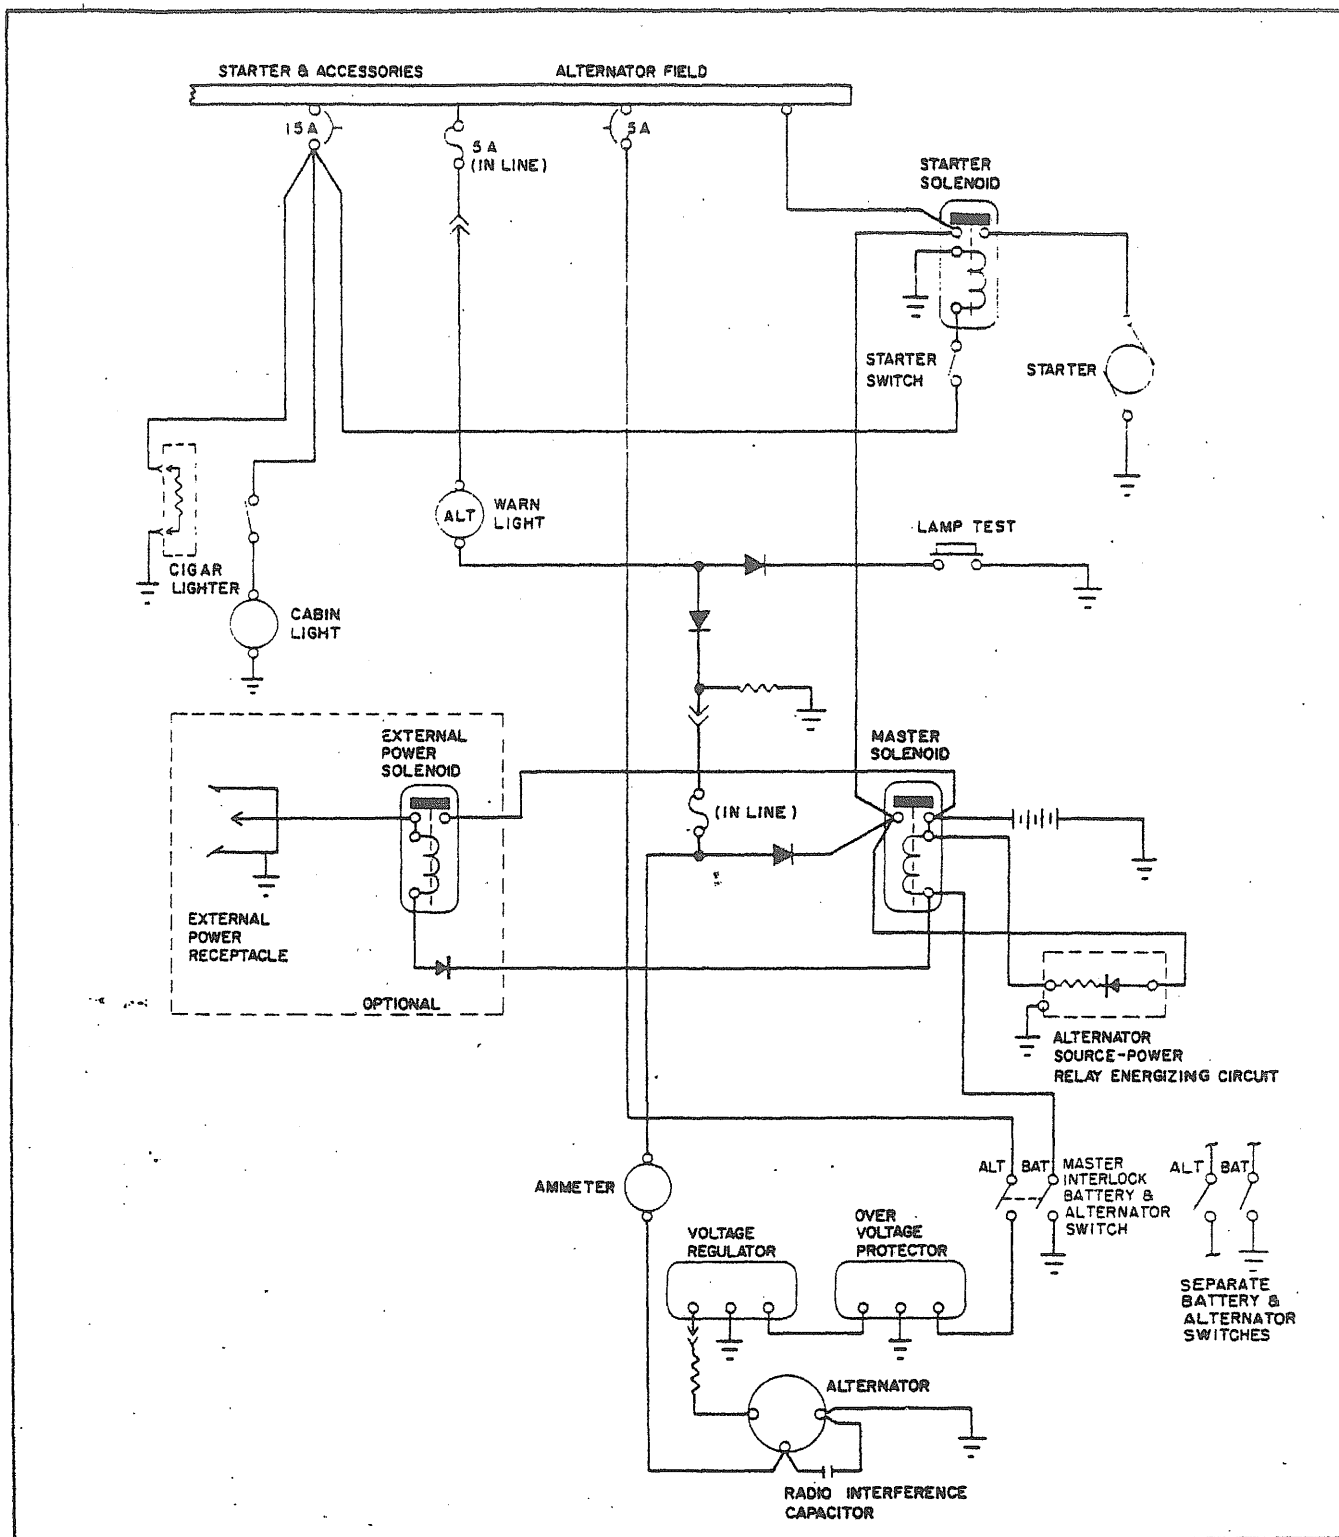 STARTER & ACCESSORIES
ALTERNATOR FIELD
15A
5A
(IN LINE)
5A
STARTER
SOLENOID
STARTER
SWITCH
STARTER
ALT
WARN
LIGHT
LAMP TEST
CIGAR
LIGHTER
CABIN
LIGHT
EXTERNAL
POWER
SOLENOID
MASTER
SOLENOID
(IN LINE)
EXTERNAL
POWER
RECEPTACLE
OPTIONAL
ALTERNATOR
SOURCE-POWER
RELAY ENERGIZING CIRCUIT
ALT BAT
MASTER
INTERLOCK
BATTERY &
ALTERNATOR
SWITCH
ALT BAT
AMMETER
VOLTAGE
REGULATOR
OVER
VOLTAGE
PROTECTOR
SEPARATE
BATTERY &
ALTERNATOR
SWITCHES
ALTERNATOR
RADIO INTERFERENCE
CAPACITOR